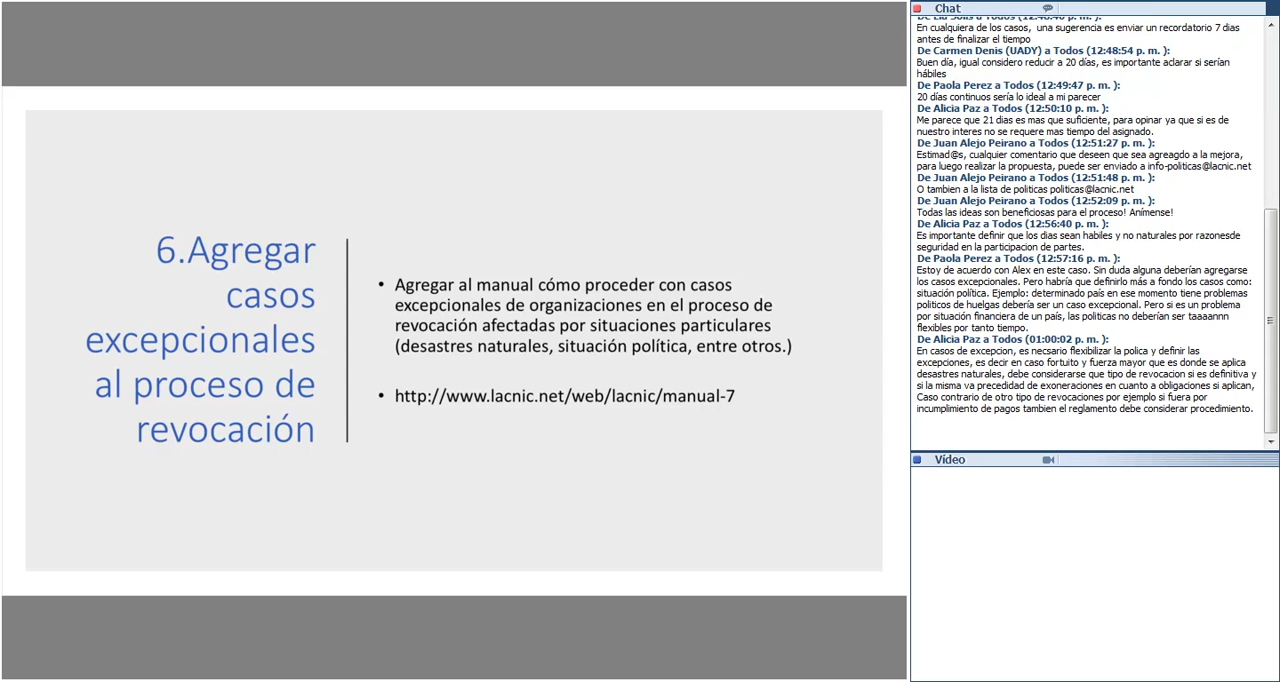 6.Agregar
casos
excepcionales
al proceso de
revocación
• Agregar al manual cómo proceder con casos
excepcionales de organizaciones en el proceso de
revocación afectadas por situaciones particulares
(desastres naturales, situación política, entre otros.)
• http://www.lacnic.net/web/lacnic/manual-7
Chat
En cualquiera de los casos, una sugerencia es enviar un recordatorio 7 dias
antes de finalizar el tiempo
De Carmen Denis (UADY) a Todos (12:48:54 p. m. ):
Buen día, igual considero reducir a 20 días, es importante aclarar si serían
hábiles
De Paola Perez a Todos (12:49:47 p. m. ):
20 días continuos sería lo ideal a mi parecer
De Alicia Paz a Todos (12:50:10 p. m. ):
Me parece que 21 dias es mas que suficiente, para opinar ya que si es de
nuestro interes no se requere mas tiempo del asignado.
De Juan Alejo Peirano a Todos (12:51:27 p. m. ):
Estimad@s, cualquier comentario que deseen que sea agreagdo a la mejora,
para luego realizar la propuesta, puede ser enviado a info-politicas@lacnic.net
De Juan Alejo Peirano a Todos (12:51:48 p. m. ):
O tambien a la lista de politicas politicas@lacnic.net
De Juan Alejo Peirano a Todos (12:52:09 p. m. ):
Todas las ideas son beneficiosas para el proceso! Anímense!
De Alicia Paz a Todos (12:56:40 p. m. ):
Es importante definir que los dias sean habiles y no naturales por razonesde
seguridad en la participacion de partes.
De Paola Perez a Todos (12:57:16 p. m. ):
Estoy de acuerdo con Alex en este caso. Sin duda alguna deberían agregarse
los casos excepcionales. Pero habría que definirlo más a fondo los casos como:
situación política. Ejemplo: determinado país en ese momento tiene problemas
politicos de huelgas debería ser un caso excepcional. Pero si es un problema
por situación financiera de un país, las politicas no deberían ser taaaannn
flexibles por tanto tiempo.
De Alicia Paz a Todos (01:00:02 p. m. ):
En casos de excepcion, es necsario flexibilizar la polica y definir las
excepciones, es decir en caso fortuito y fuerza mayor que es donde se aplica
desastres naturales, debe considerarse que tipo de revocacion si es definitiva y
si la misma va precedidad de exoneraciones en cuanto a obligaciones si aplican,
Caso contrario de otro tipo de revocaciones por ejemplo si fuera por
incumplimiento de pagos tambien el reglamento debe considerar procedimiento.
Vídeo